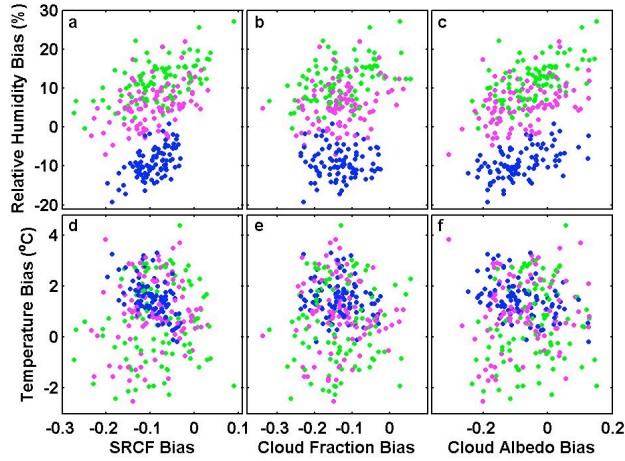 Relative Humidity Bias (%)
30
20
10
0
-10
-20
a
b
c
Temperature Bias (ºC)
4
2
0
-2
d
e
f
-0.3 -0.2 -0.1 0 0.1
-0.3 -0.2 -0.1 0
-0.2 0 0.2
SRCF Bias
Cloud Fraction Bias
Cloud Albedo Bias